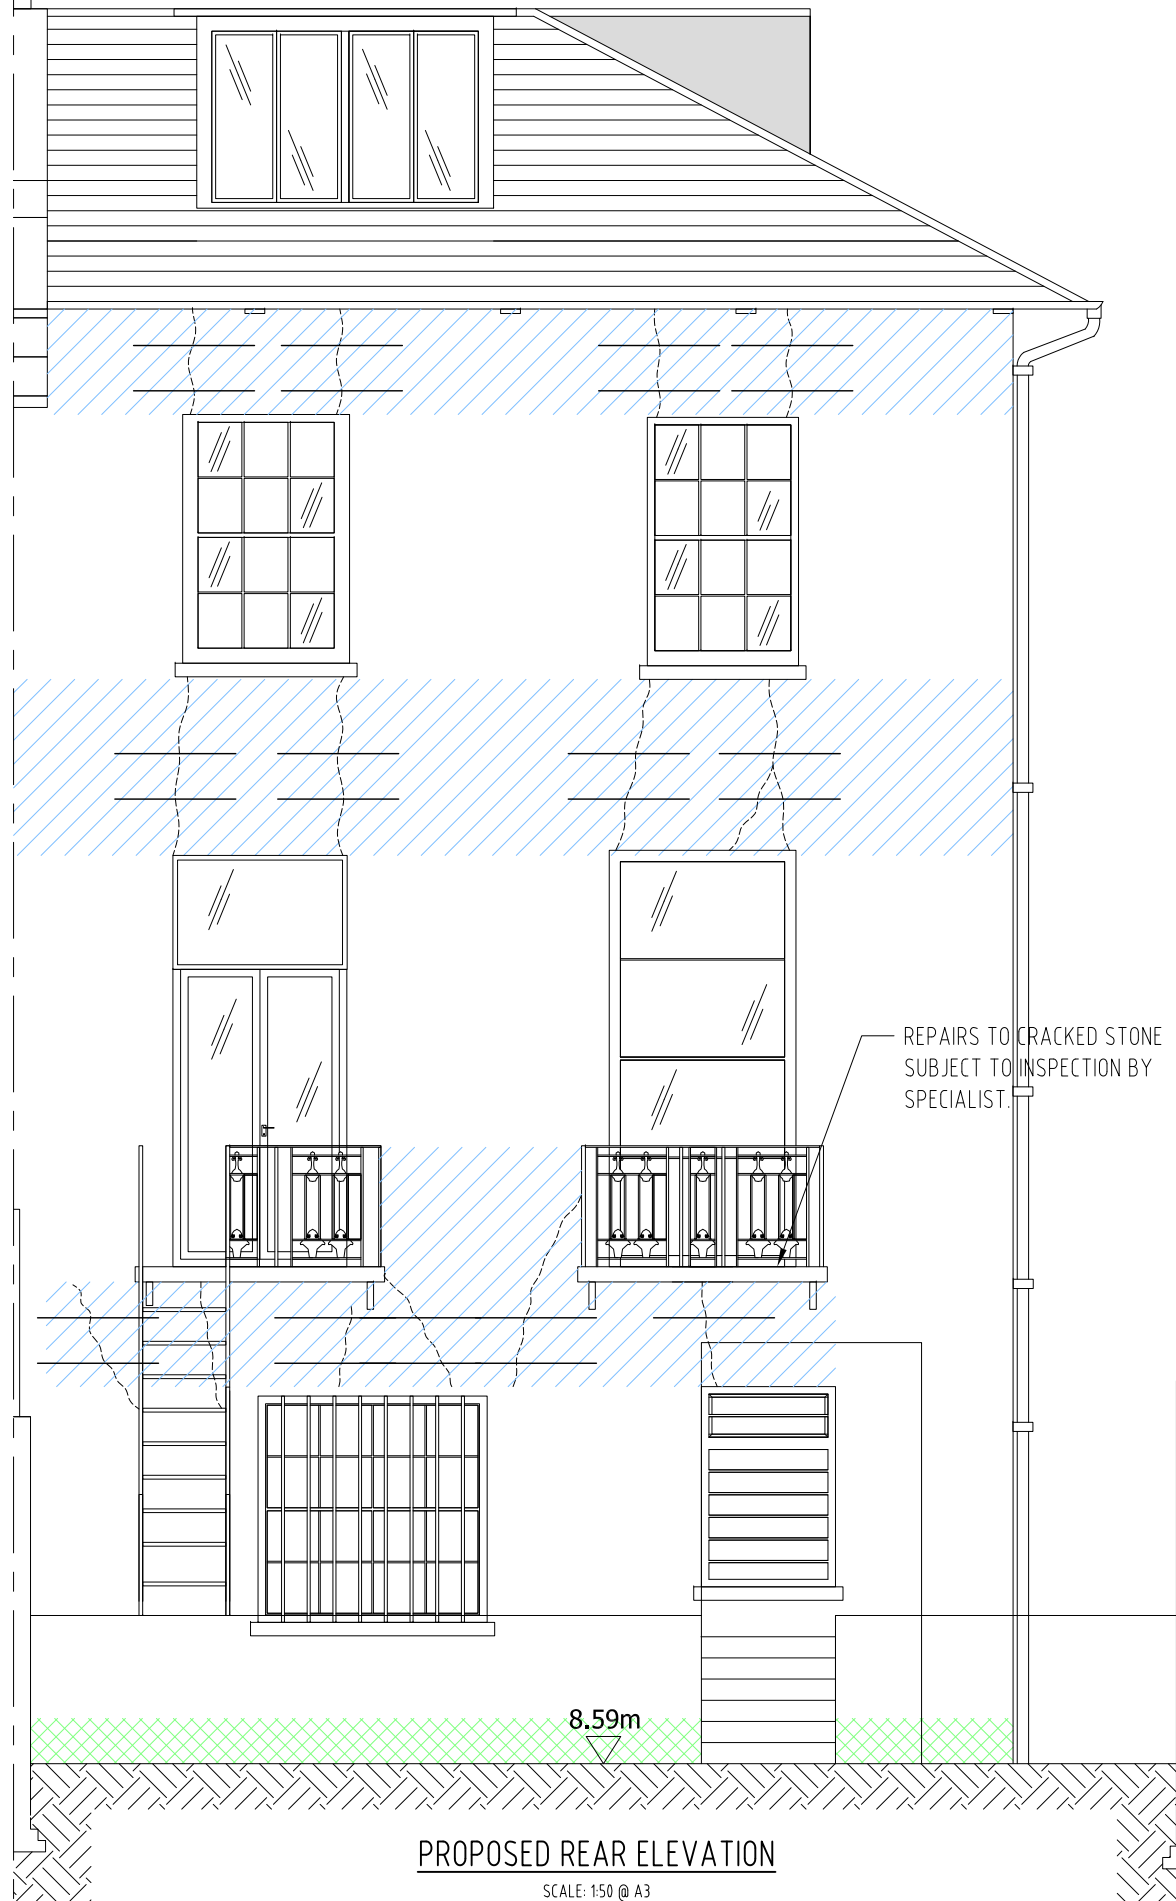 REPAIRS TO CRACKED STONE
SUBJECT TO INSPECTION BY
SPECIALIST.
8.59m
PROPOSED REAR ELEVATION
SCALE: 1:50 @ A3